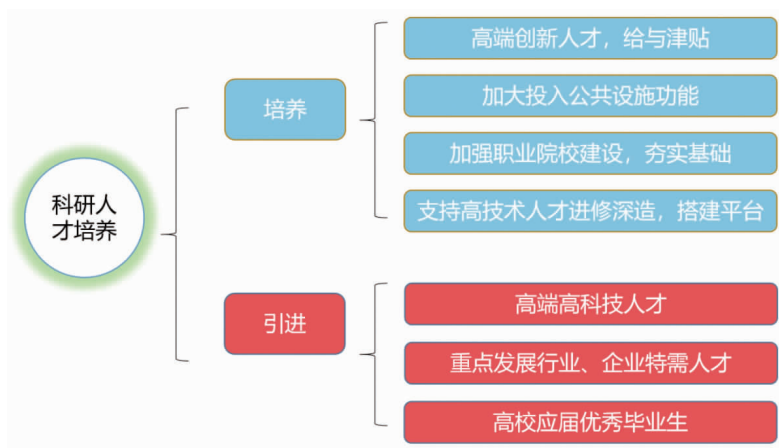 科研人
才培养
培养
高端创新人才，给与津贴
加大投入公共设施功能
加强职业院校建设，夯实基础
支持高技术人才进修深造，搭建平台
引进
高端高科技人才
重点发展行业、企业特需人才
高校应届优秀毕业生